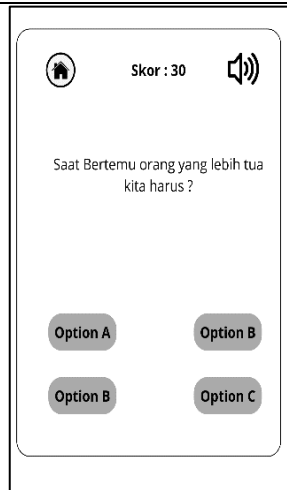 Skor : 30
Saat Bertemu orang yang lebih tua
kita harus ?
Option A
Option B
Option B
Option C